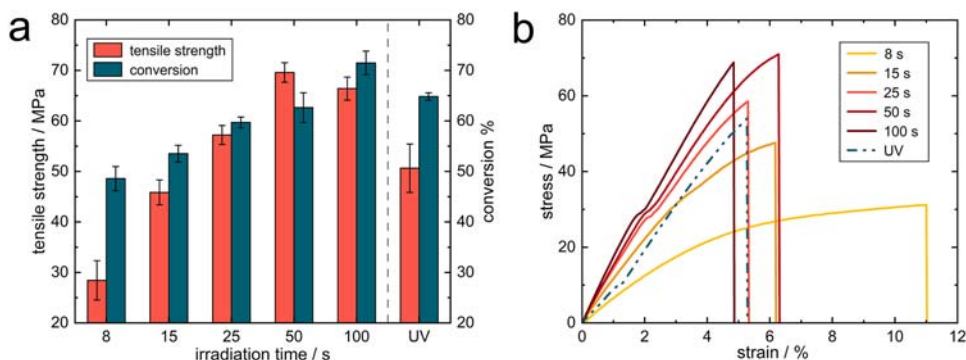 a
tensile strength / MPa
80
70
60
50
40
30
20
tensile strength
conversion
8 15 25 50 100 UV
irradiation time / s
80
70
60
50
40
30
20
conversion %
b
stress / MPa
80
60
40
20
0
8 s
15 s
25 s
50 s
100 s
UV
0 2 4 6 8 10 12
strain / %